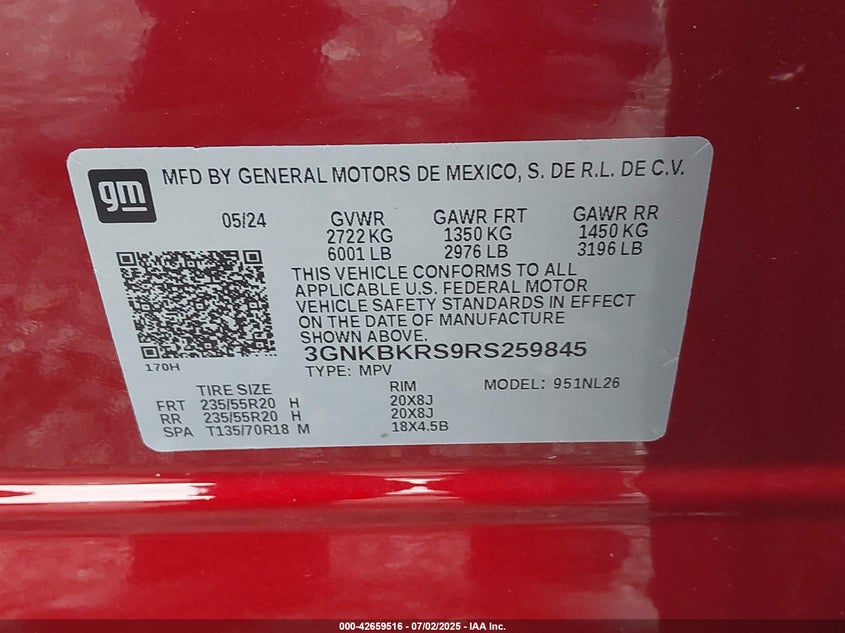 gm
MFD BY GENERAL MOTORS DE MEXICO, S. DE R.L. DE C.V.
05/24 GVWR GAWR FRT GAWR RR
2722 KG 1350 KG 1450 KG
6001 LB 2976 LB 3196 LB
THIS VEHICLE CONFORMS TO ALL
APPLICABLE U.S. FEDERAL MOTOR
VEHICLE SAFETY STANDARDS IN EFFECT
ON THE DATE OF MANUFACTURE
SHOWN ABOVE.
3GNKBKRS9RS259845
170H
TYPE: MPV MODEL: 951NL26
TIRE SIZE RIM
FRT 235/55R20 H 20X8J
RR 235/55R20 H 20X8J
SPA T135/70R18 M 18X4.5B
000-42659516 - 07/02/2025 - IAA Inc.